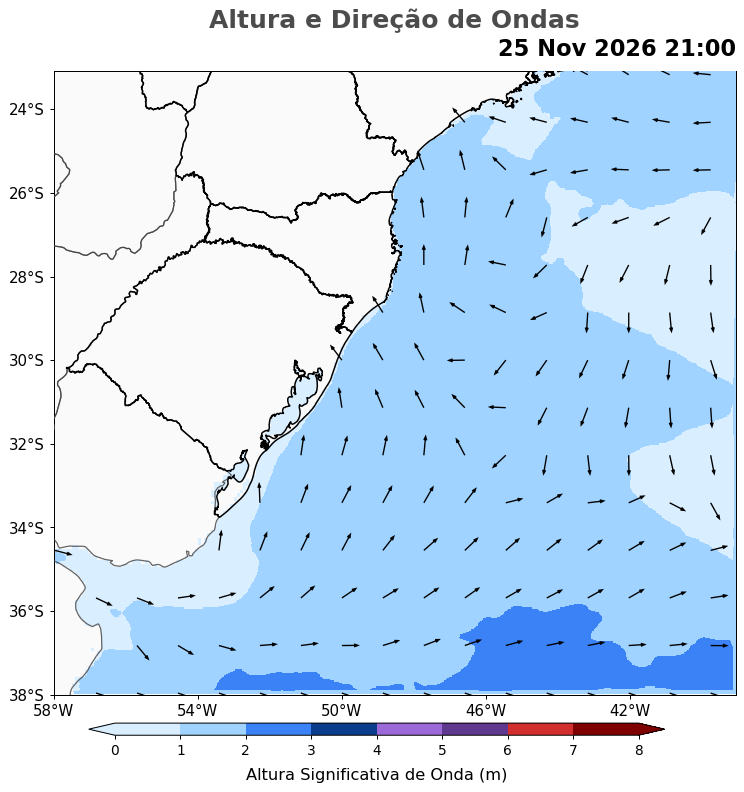 Altura e Direção de Ondas
25 Nov 2026 21:00
24°S
26°S
28°S
30°S
32°S
34°S
36°S
38°S
58°W 54°W 50°W 46°W 42°W
0 1 2 3 4 5 6 7 8
Altura Significativa de Onda (m)